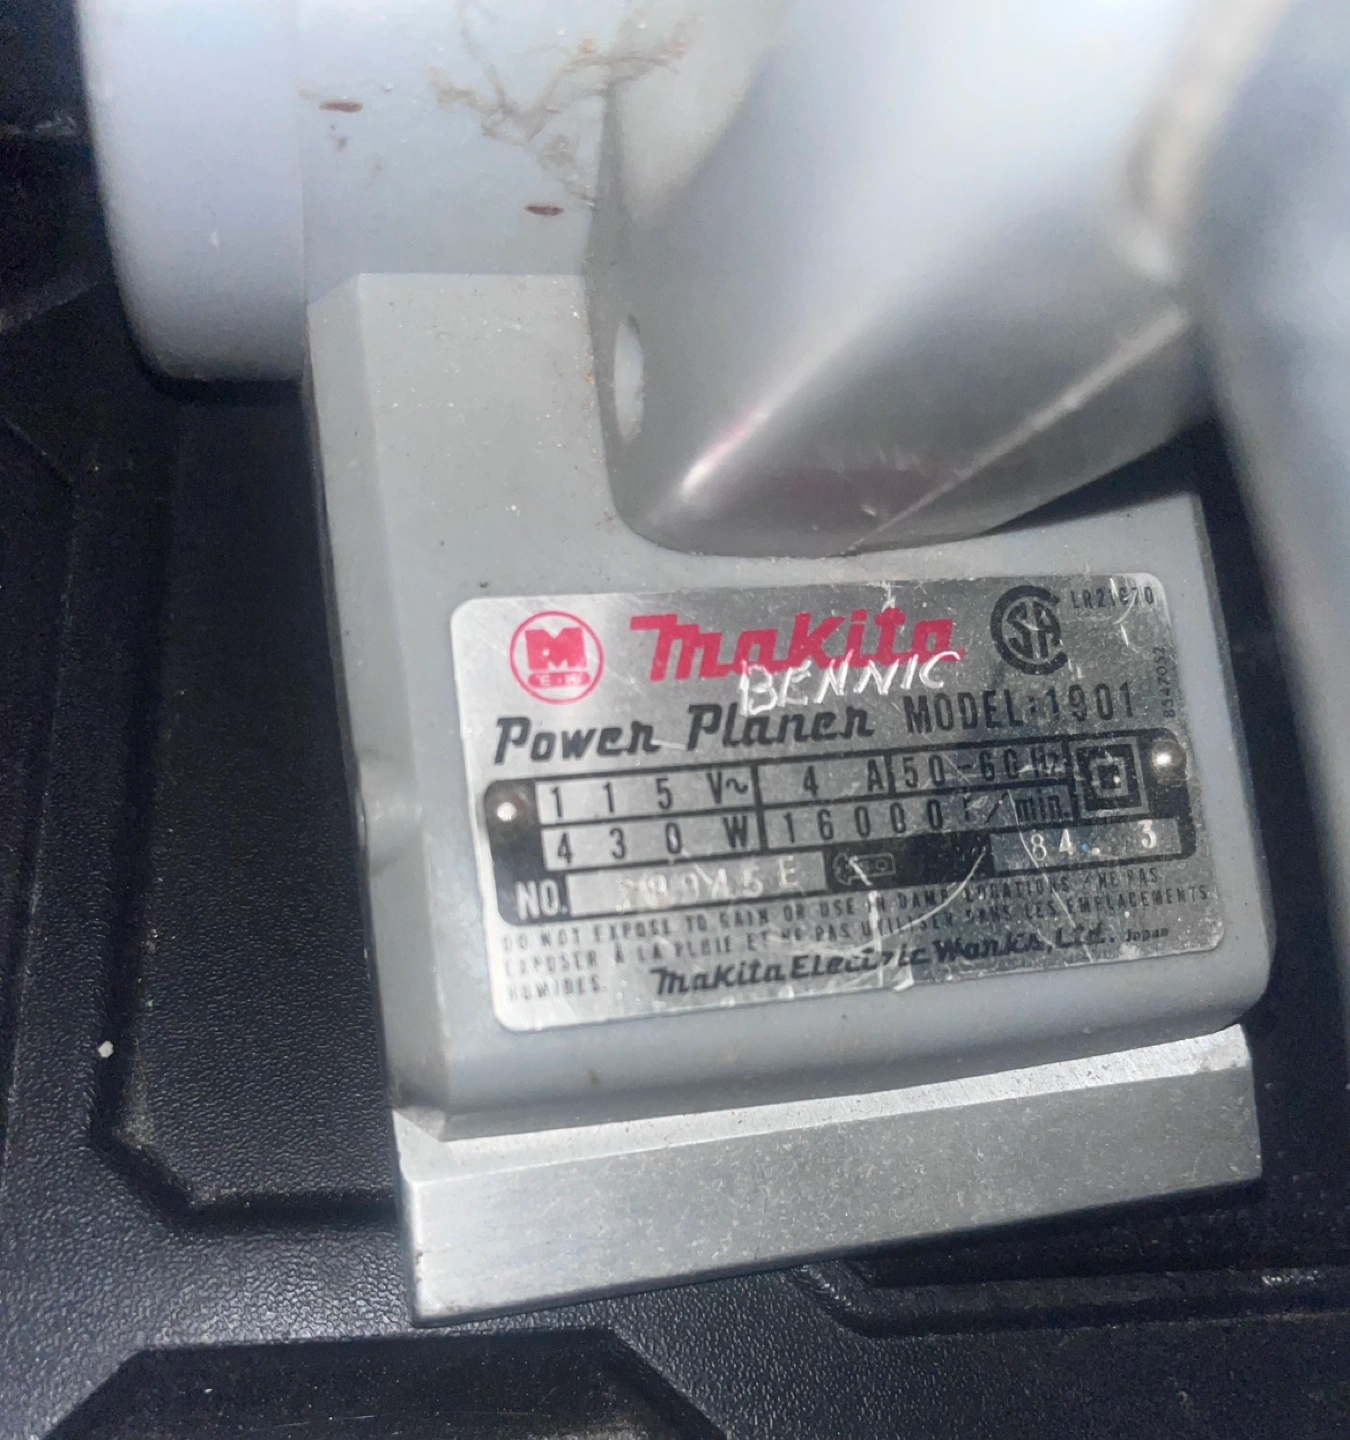 M
E.W
Makita
CSA
BENNIC
Power Planer MODEL:1901
8547052
115 V~ 4 A 50-60 Hz
430 W 16000 r/min.
NO. 84. 3
DO NOT EXPOSE TO RAIN OR USE IN DAMP LOCATIONS / NE PAS
EXPOSER À LA PLUIE ET NE PAS UTILISER DANS LES EMPLACEMENTS
HUMIDES.
Makita Electric Works, Ltd. Japan